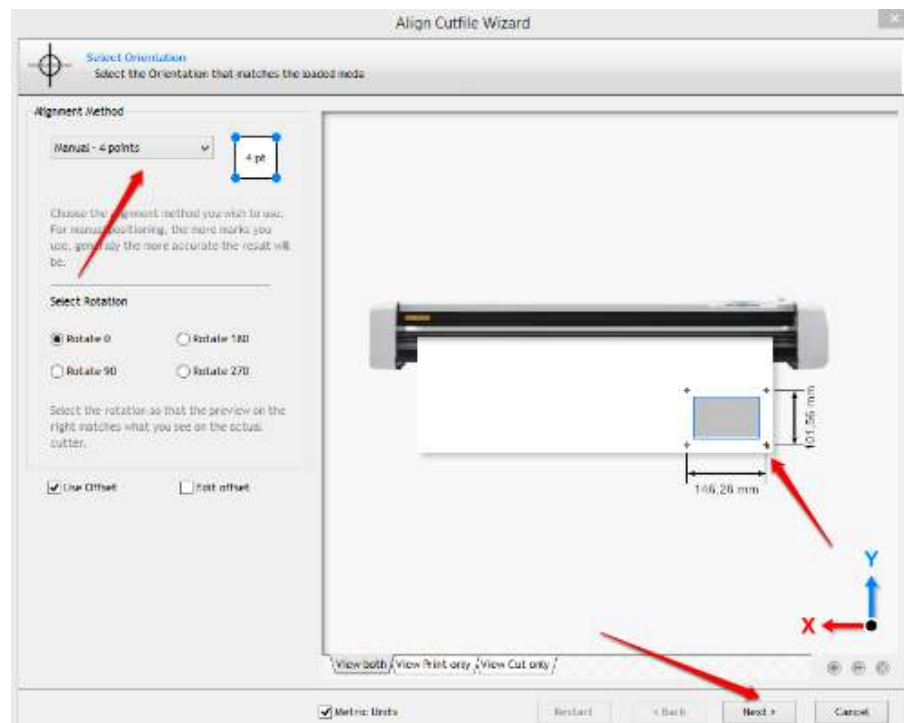 Align Cutfile Wizard
Select Orientation
Select the Orientation that matches the loaded meda
Alignment Method
Manual - 4 points
4 pt
Choose the alignment method you wish to use.
For manual positioning, the more marks you
use, generally the more accurate the result will
be.
Select Rotation
Rotate 0
Rotate 180
Rotate 90
Rotate 270
Select the rotation so that the preview on the
right matches what you see on the actual
cutter.
Use Offset
Edit offset
101,56 mm
146,26 mm
Y
X
View both
View Print only
View Cut only
Metric Units
Restart
< Back
Next >
Cancel